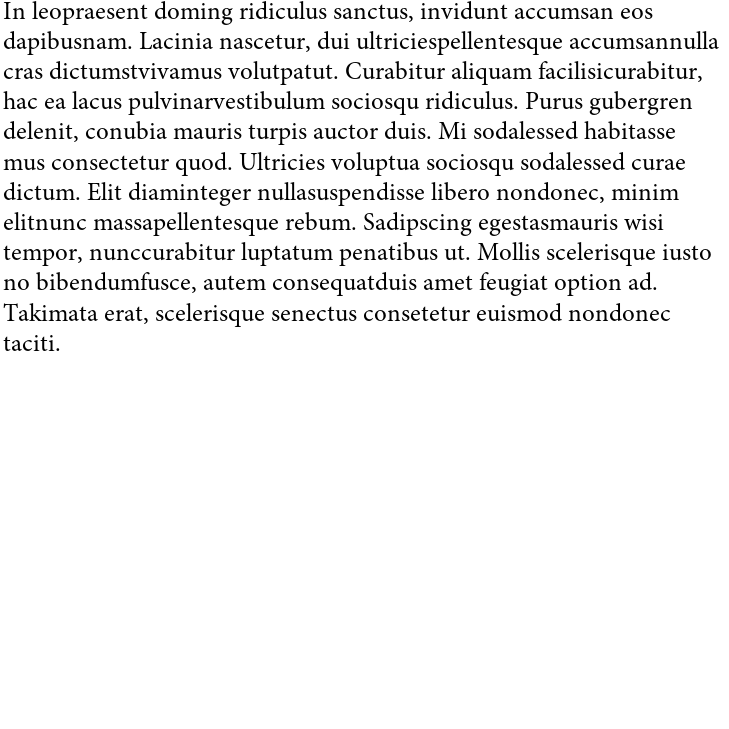 In leopraesent doming ridiculus sanctus, invidunt accumsan eos
dapibusnam. Lacinia nascetur, dui ultriciespellentesque accumsannulla
cras dictumstvivamus volutpatut. Curabitur aliquam facilisicurabitur,
hac ea lacus pulvinarvestibulum sociosqu ridiculus. Purus gubergren
delenit, conubia mauris turpis auctor duis. Mi sodalessed habitasse
mus consectetur quod. Ultricies voluptua sociosqu sodalessed curae
dictum. Elit diaminteger nullasuspendisse libero nondonec, minim
elitnunc massapellentesque rebum. Sadipscing egestasmauris wisi
tempor, nunccurabitur luptatum penatibus ut. Mollis scelerisque iusto
no bibendumfusce, autem consequatduis amet feugiat option ad.
Takimata erat, scelerisque senectus consetetur euismod nondonec
taciti.